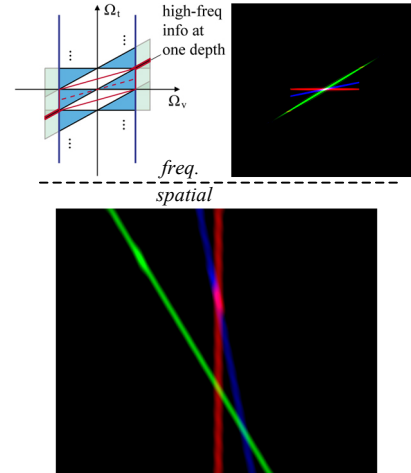 Ωt
high-freq
info at
one depth
⋮
⋮
Ωv
⋮
⋮
freq.
spatial